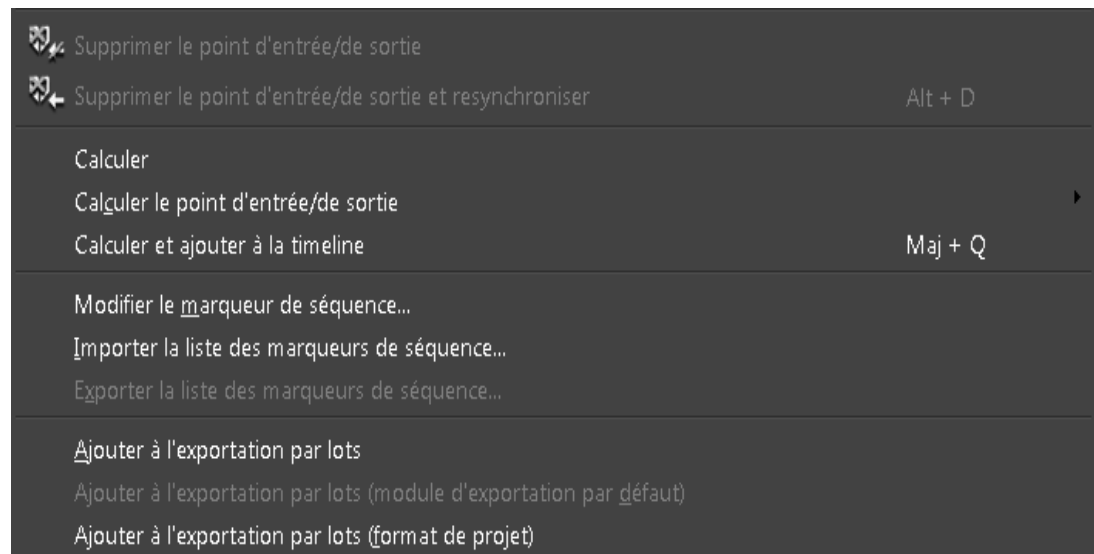 Supprimer le point d'entrée/de sortie
Supprimer le point d'entrée/de sortie et resynchroniser Alt + D
Calculer
Calculer le point d'entrée/de sortie
Calculer et ajouter à la timeline Maj + Q
Modifier le marqueur de séquence...
Importer la liste des marqueurs de séquence...
Exporter la liste des marqueurs de séquence...
Ajouter à l'exportation par lots
Ajouter à l'exportation par lots (module d'exportation par défaut)
Ajouter à l'exportation par lots (format de projet)